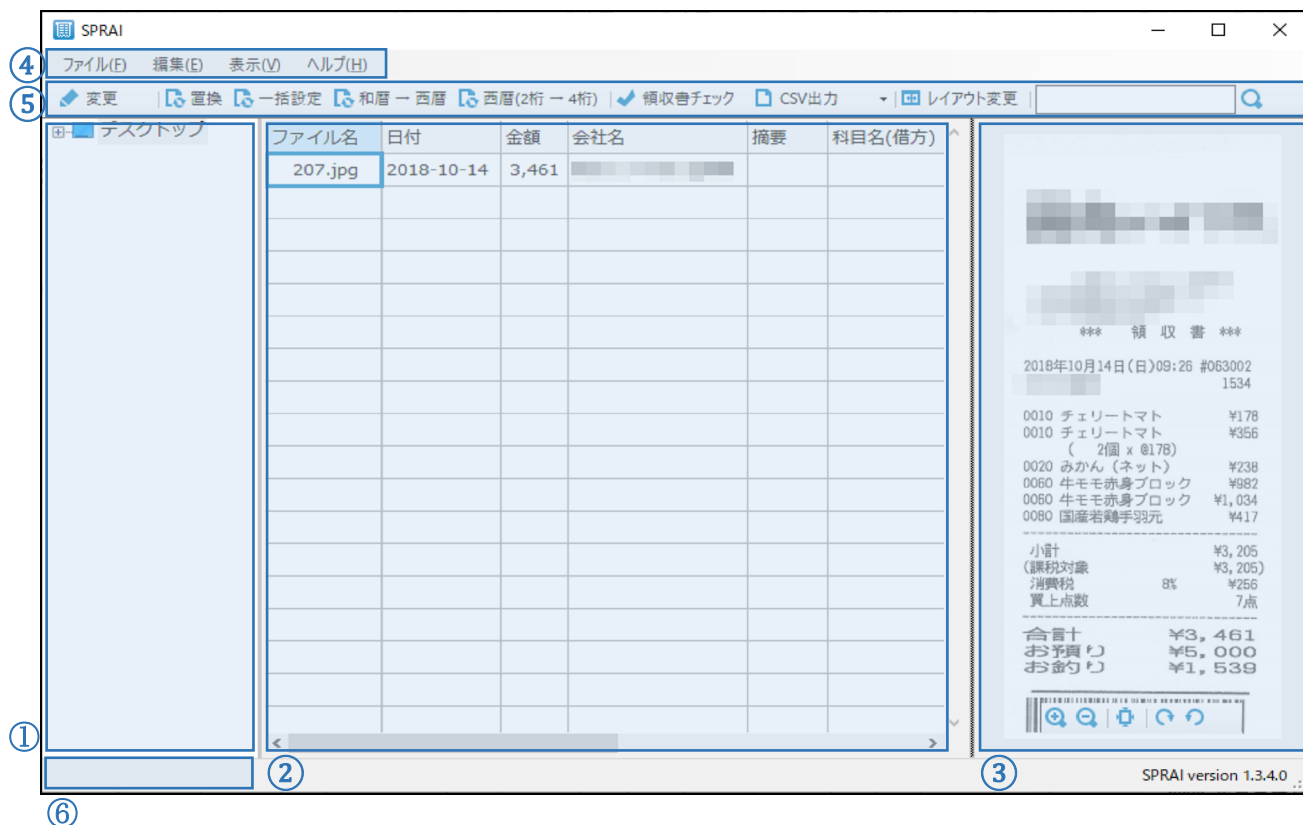 SPRAI
④ ファイル(F) 編集(E) 表示(V) ヘルプ(H)
⑤ 変更 置換 一括設定 和暦 → 西暦 西暦(2桁 → 4桁) 領収書チェック CSV出力 レイアウト変更
デスクトップ
ファイル名 日付 金額 会社名 摘要 科目名(借方)
207.jpg 2018-10-14 3,461
*** 領 収 書 ***
2018年10月14日(日)09:26 #063002
1534
0010 チェリートマト ¥178
0010 チェリートマト ¥356
( 2個 x @178)
0020 みかん (ネット) ¥238
0060 牛モモ赤身ブロック ¥982
0060 牛モモ赤身ブロック ¥1,034
0080 国産若鶏手羽元 ¥417
小計 ¥3,205
(課税対象 ¥3,205)
消費税 8% ¥256
買上点数 7点
合計 ¥3,461
お預り ¥5,000
お釣り ¥1,539
①
② ③ SPRAI version 1.3.4.0
⑥